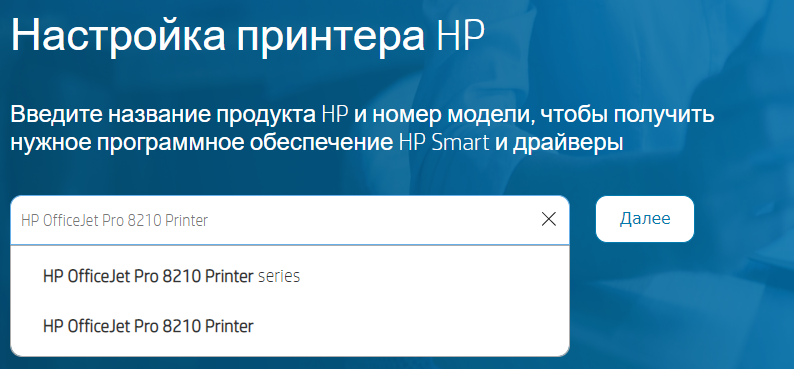 Настройка принтера HP
Введите название продукта HP и номер модели, чтобы получить
нужное программное обеспечение HP Smart и драйверы
HP OfficeJet Pro 8210 Printer
Далее
HP OfficeJet Pro 8210 Printer series
HP OfficeJet Pro 8210 Printer